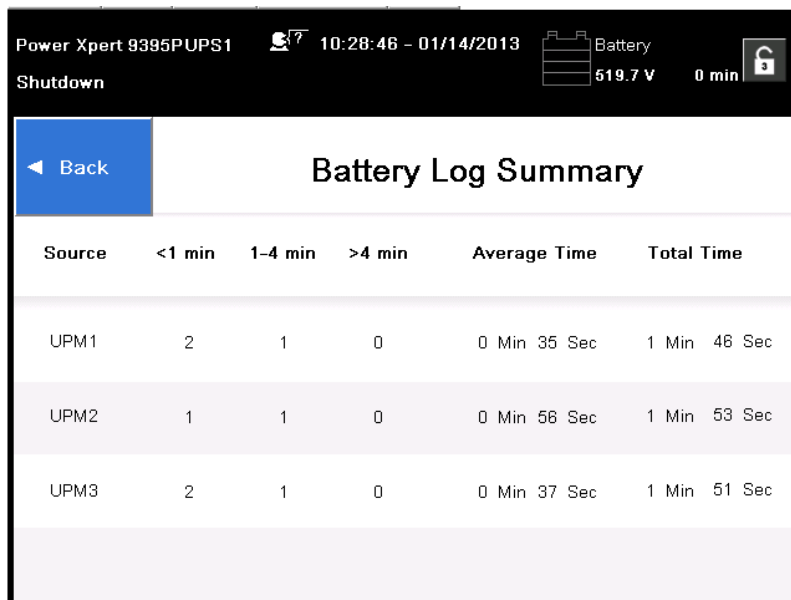 Power Xpert 9395PUPS1 ? 10:28:46 - 01/14/2013 Battery
Shutdown 519.7 V 0 min 3
Back Battery Log Summary
Source <1 min 1-4 min >4 min Average Time Total Time
UPM1 2 1 0 0 Min 35 Sec 1 Min 46 Sec
UPM2 1 1 0 0 Min 56 Sec 1 Min 53 Sec
UPM3 2 1 0 0 Min 37 Sec 1 Min 51 Sec